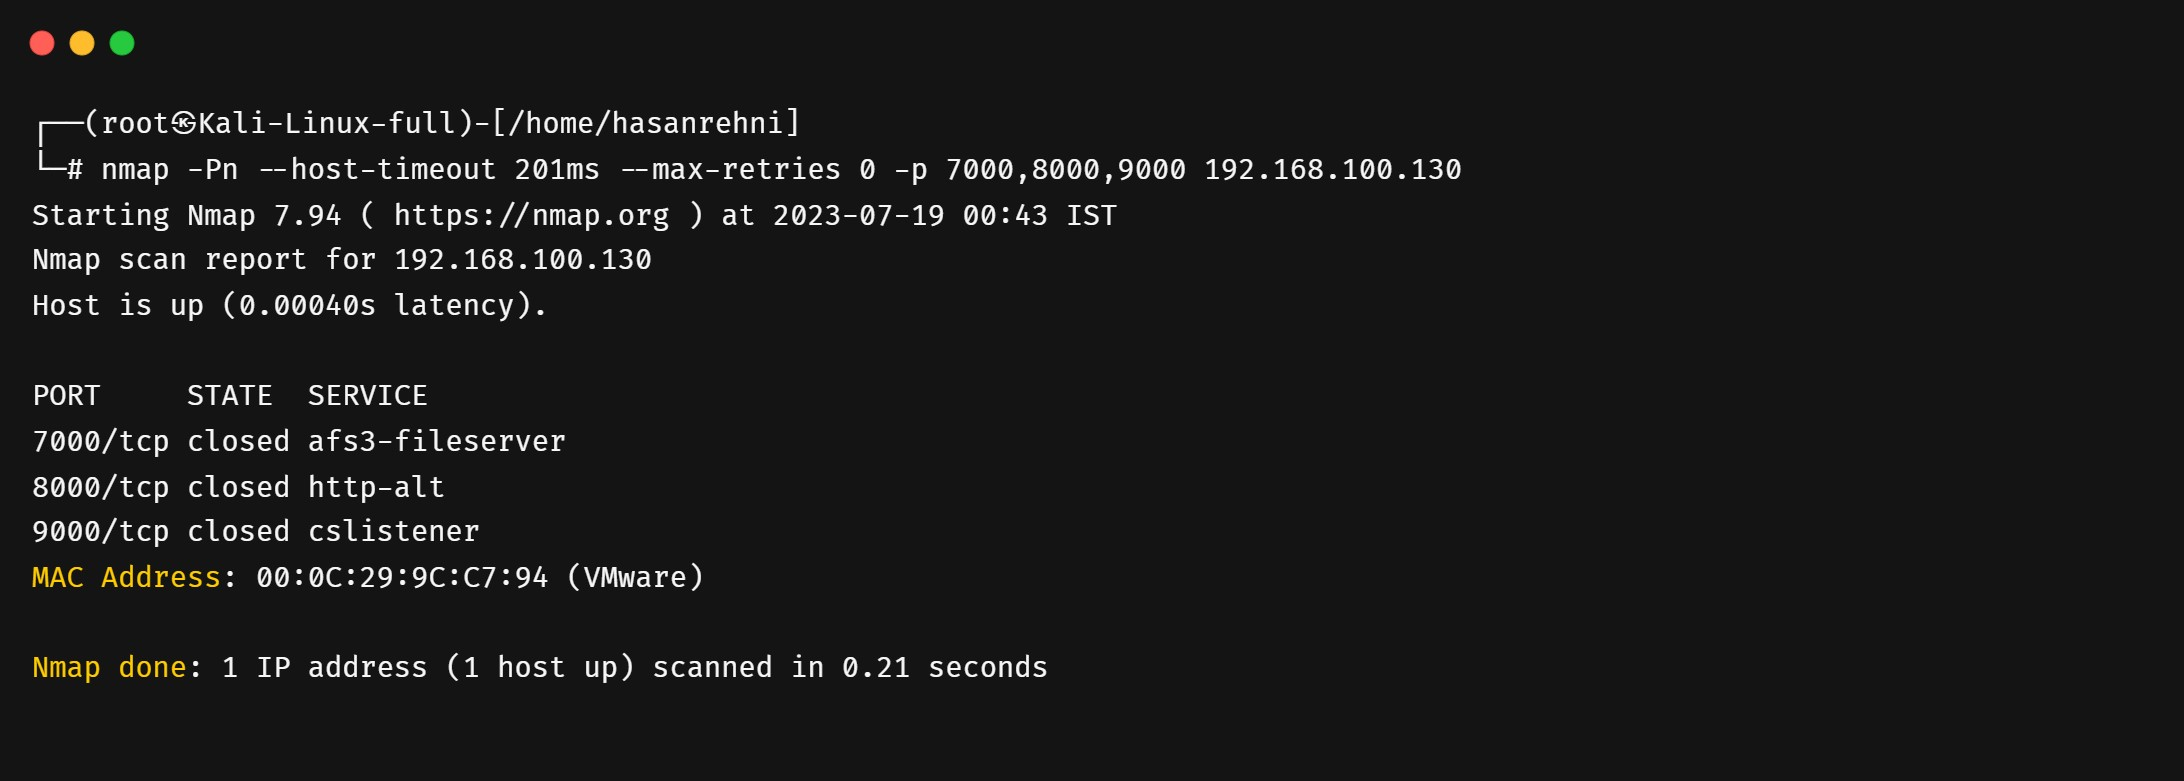 ┌──(root㉿Kali-Linux-full)-[/home/hasanrehni]
└─# nmap -Pn --host-timeout 201ms --max-retries 0 -p 7000,8000,9000 192.168.100.130
Starting Nmap 7.94 ( https://nmap.org ) at 2023-07-19 00:43 IST
Nmap scan report for 192.168.100.130
Host is up (0.00040s latency).

PORT     STATE  SERVICE
7000/tcp closed afs3-fileserver
8000/tcp closed http-alt
9000/tcp closed cslistener
MAC Address: 00:0C:29:9C:C7:94 (VMware)

Nmap done: 1 IP address (1 host up) scanned in 0.21 seconds